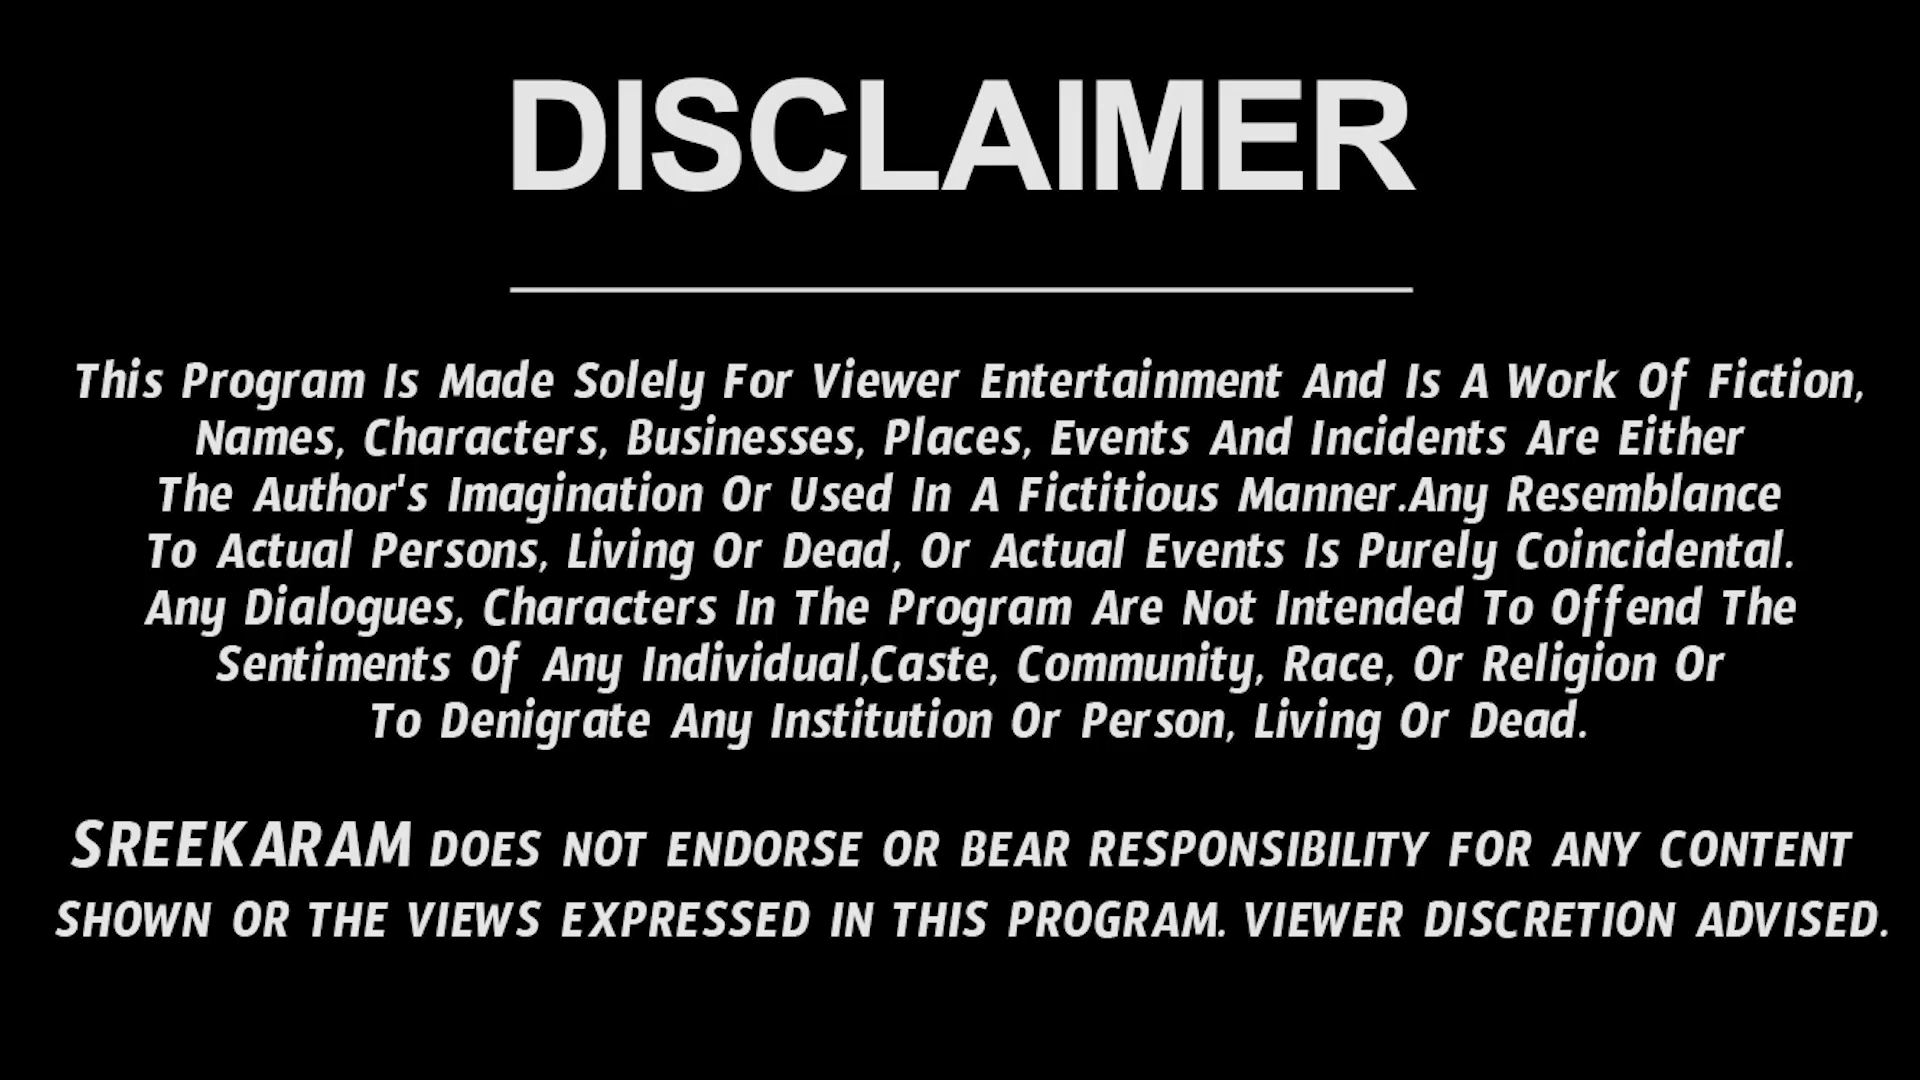 DISCLAIMER
This Program Is Made Solely For Viewer Entertainment And Is A Work Of Fiction,
Names, Characters, Businesses, Places, Events And Incidents Are Either
The Author's Imagination Or Used In A Fictitious Manner.Any Resemblance
To Actual Persons, Living Or Dead, Or Actual Events Is Purely Coincidental.
Any Dialogues, Characters In The Program Are Not Intended To Offend The
Sentiments Of Any Individual,Caste, Community, Race, Or Religion Or
To Denigrate Any Institution Or Person, Living Or Dead.
SREEKARAM DOES NOT ENDORSE OR BEAR RESPONSIBILITY FOR ANY CONTENT
SHOWN OR THE VIEWS EXPRESSED IN THIS PROGRAM. VIEWER DISCRETION ADVISED.